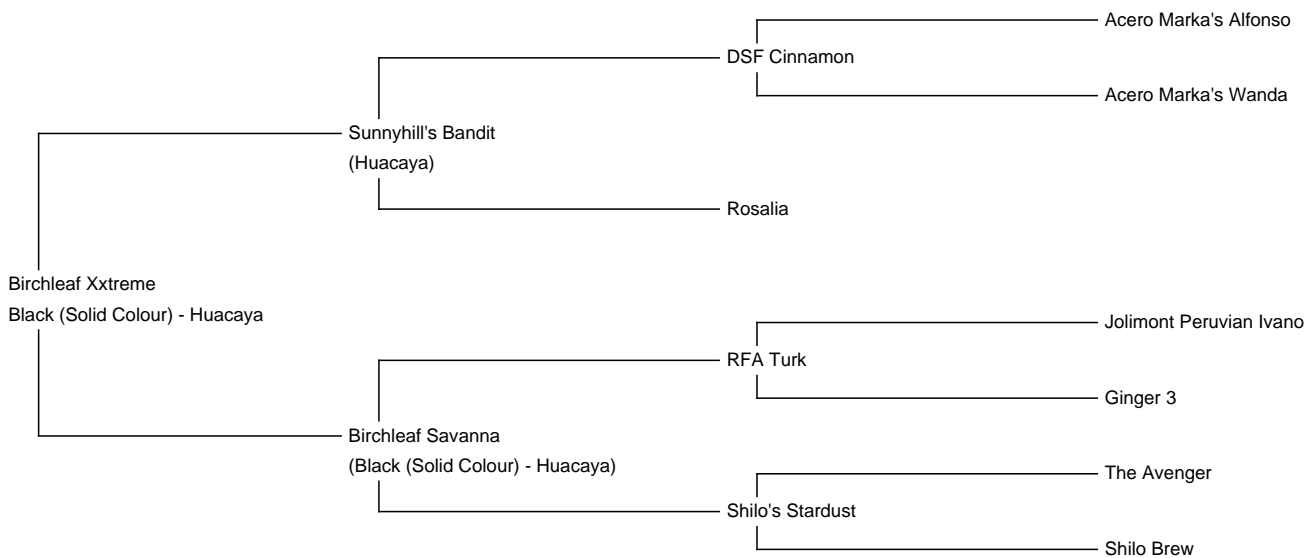 Acero Marka's Alfonso
DSF Cinnamon
Acero Marka's Wanda
Sunnyhill's Bandit
(Huacaya)
Rosalia
Birchleaf Xxtreme
Black (Solid Colour) - Huacaya
Jolimont Peruvian Ivano
RFA Turk
Ginger 3
Birchleaf Savanna
(Black (Solid Colour) - Huacaya)
The Avenger
Shilo's Stardust
Shilo Brew